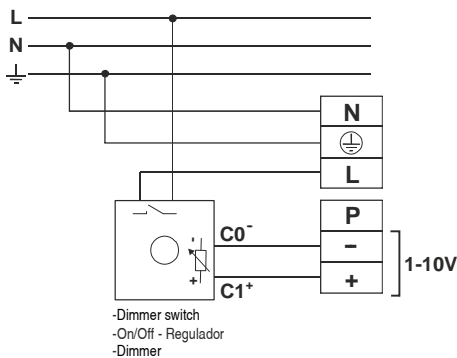 L
N
N
L
P
−
+
1-10V
C0-
C1+
-
+
-Dimmer switch
-On/Off - Regulador
-Dimmer